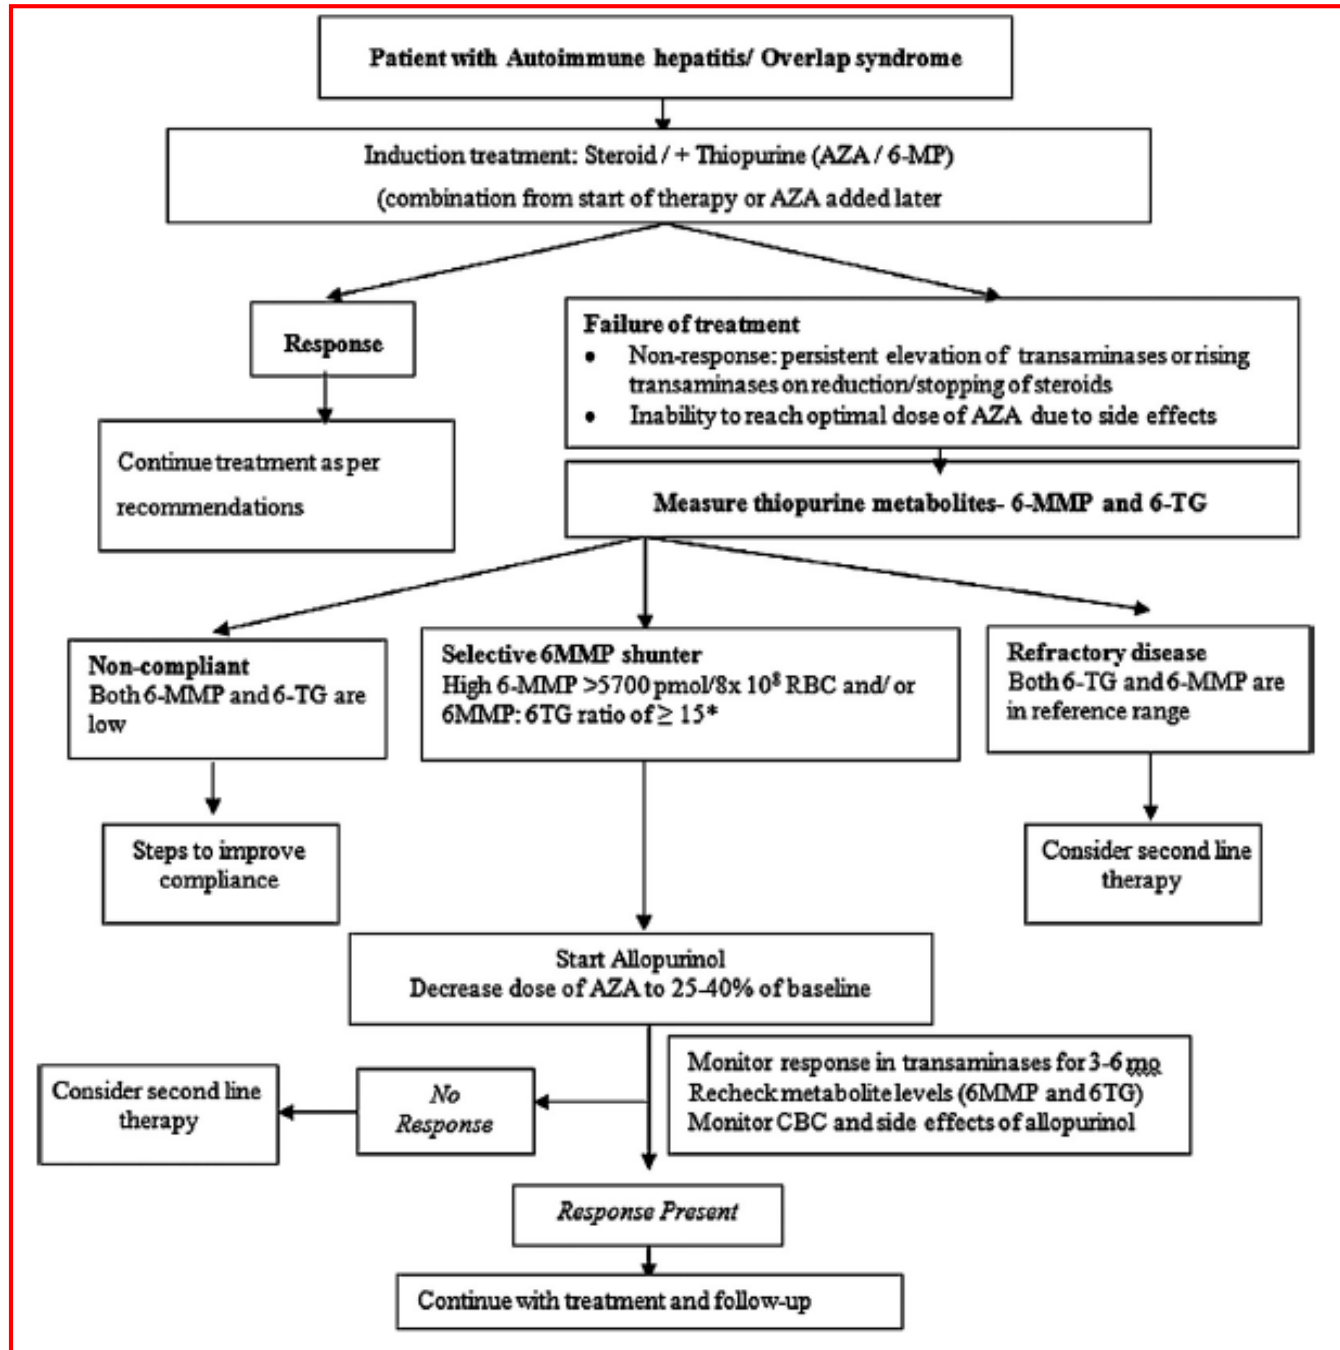 Patient with Autoimmune hepatitis/ Overlap syndrome
Induction treatment: Steroid / + Thiopurine (AZA / 6-MP)
(combination from start of therapy or AZA added later
Response
Continue treatment as per
recommendations
Failure of treatment
• Non-response: persistent elevation of transaminases or rising
transaminases on reduction/stopping of steroids
• Inability to reach optimal dose of AZA due to side effects
Measure thiopurine metabolites- 6-MMP and 6-TG
Non-compliant
Both 6-MMP and 6-TG are
low
Steps to improve
compliance
Selective 6MMP shunter
High 6-MMP >5700 pmol/8x 10⁸ RBC and/ or
6MMP: 6TG ratio of ≥ 15*
Refractory disease
Both 6-TG and 6-MMP are
in reference range
Consider second line
therapy
Start Allopurinol
Decrease dose of AZA to 25-40% of baseline
Monitor response in transaminases for 3-6 mo
Recheck metabolite levels (6MMP and 6TG)
Monitor CBC and side effects of allopurinol
No
Response
Consider second line
therapy
Response Present
Continue with treatment and follow-up